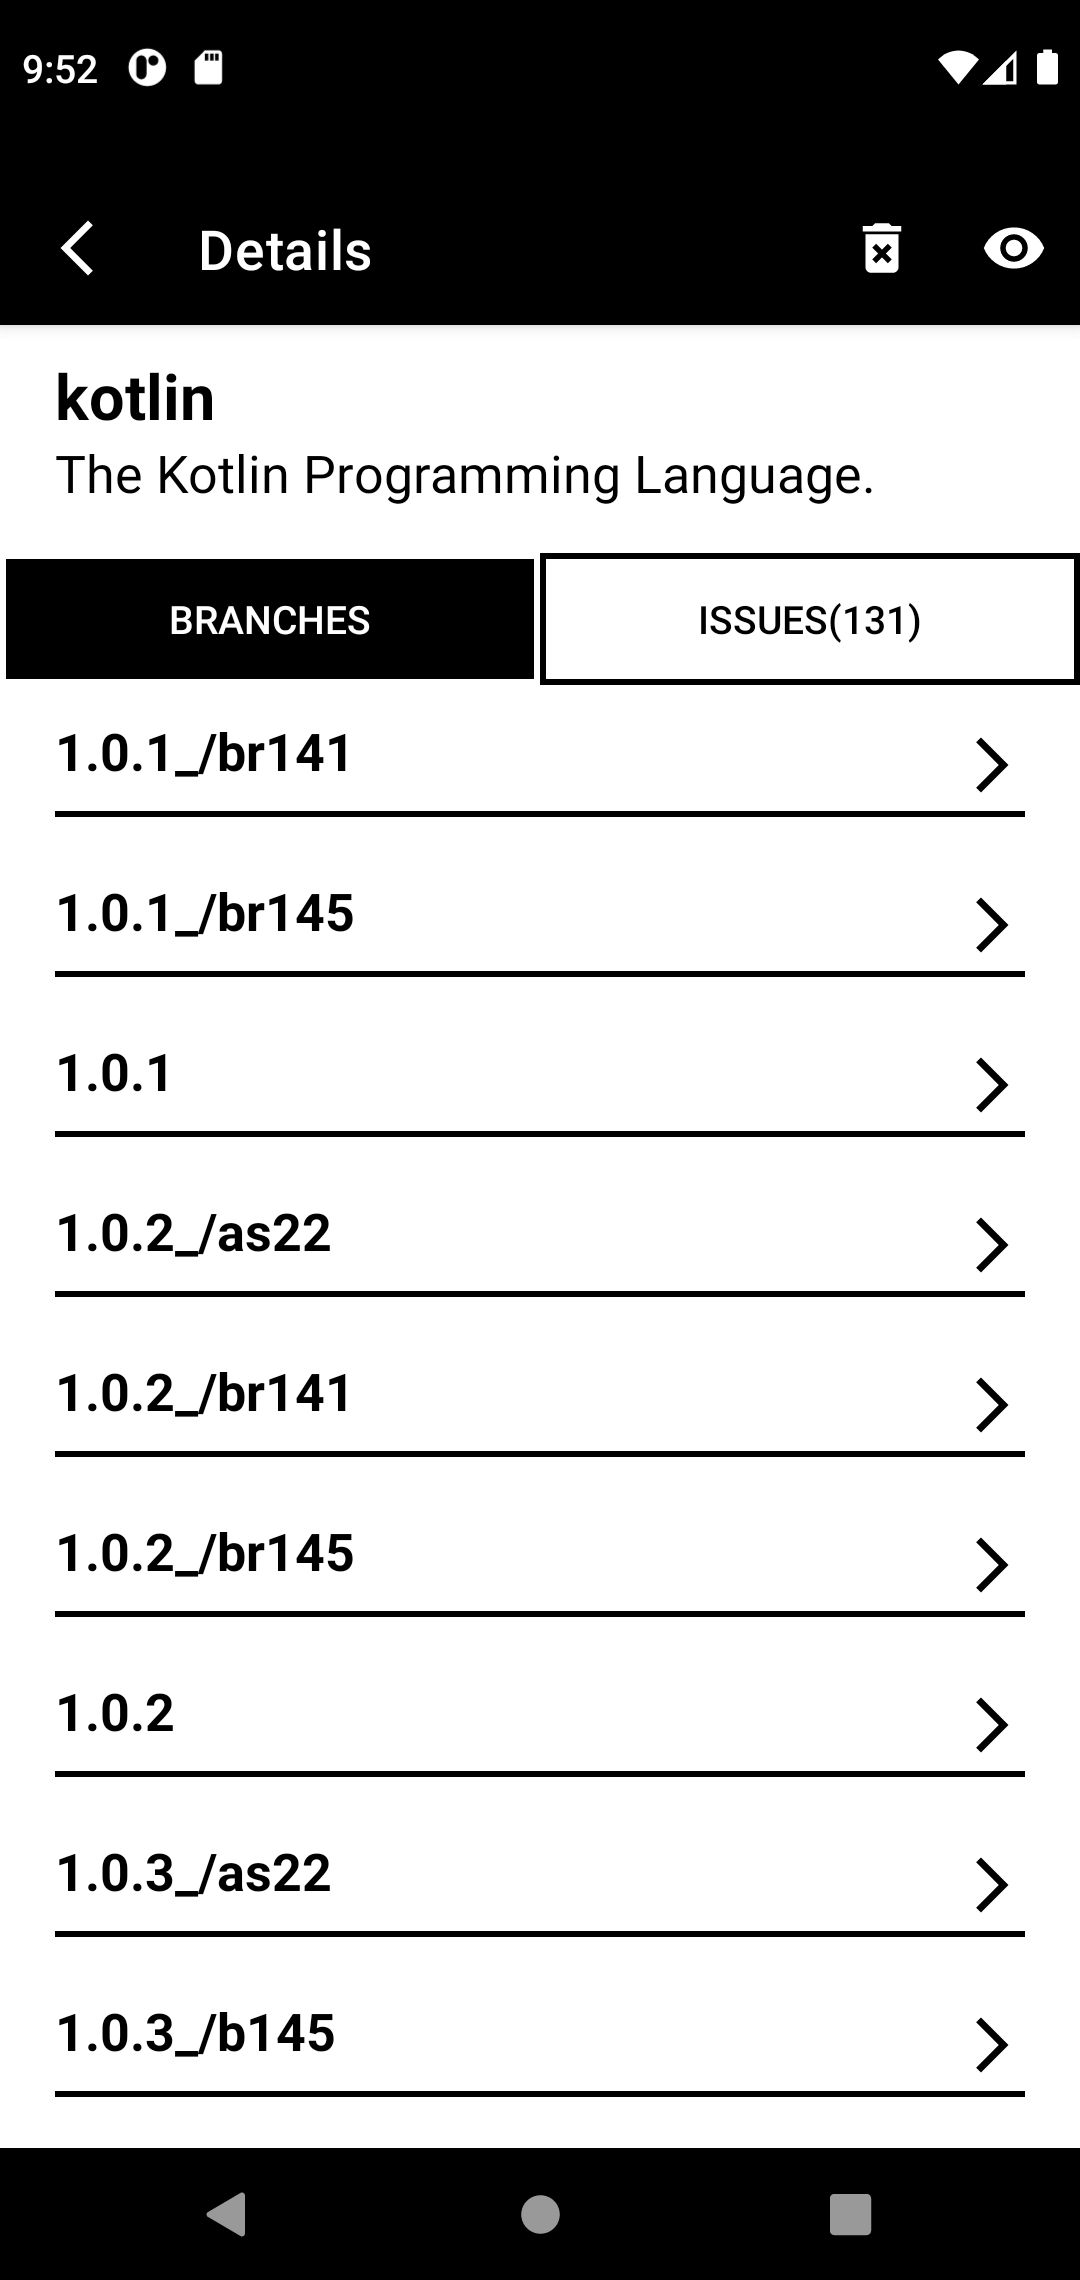 9:52
Details
kotlin
The Kotlin Programming Language.
BRANCHES
ISSUES(131)
1.0.1_/br141
1.0.1_/br145
1.0.1
1.0.2_/as22
1.0.2_/br141
1.0.2_/br145
1.0.2
1.0.3_/as22
1.0.3_/b145